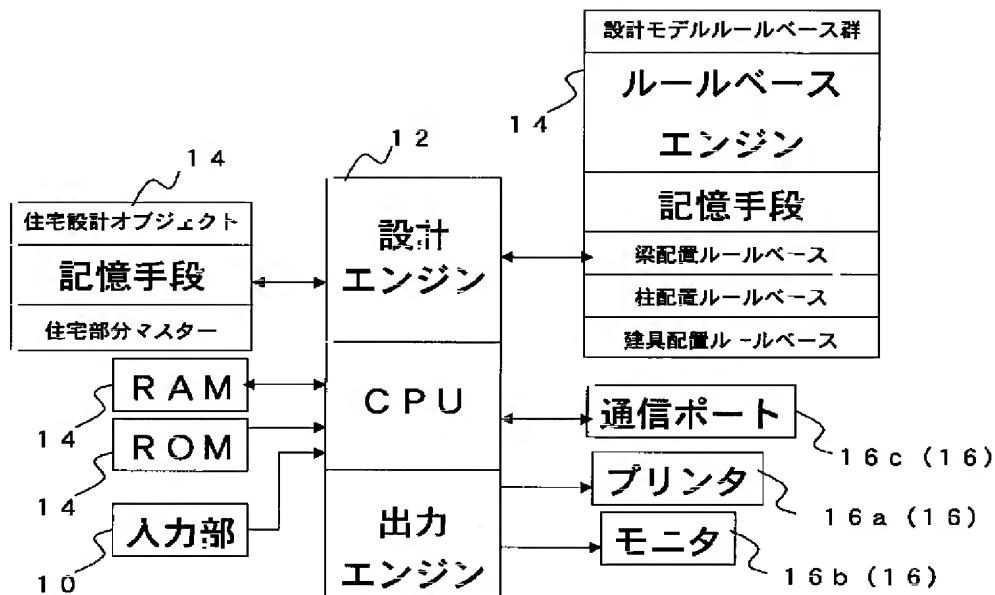 設計モデルルールベース群
ルールベース
エンジン
14
記憶手段
梁配置ルールベース
柱配置ルールベース
建具配置ルールベース
12
設計
エンジン
CPU
出力
エンジン
14
住宅設計オブジェクト
記憶手段
住宅部分マスター
RAM
14
ROM
14
入力部
10
通信ポート
16c (16)
プリンタ
16a (16)
モニタ
16b (16)